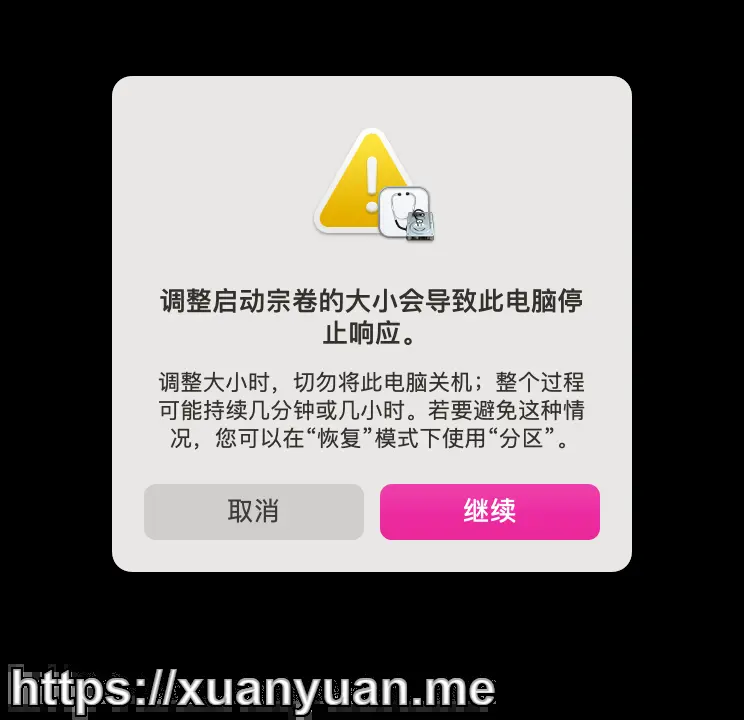 调整启动宗卷的大小会导致此电脑停
止响应。
调整大小时，切勿将此电脑关机；整个过程
可能持续几分钟或几小时。若要避免这种情
况，您可以在“恢复”模式下使用“分区”。
取消
继续
https://xuanyuan.me